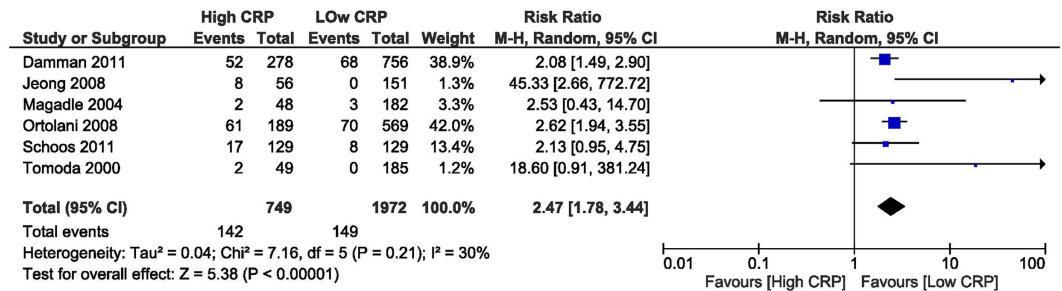 High CRP LOw CRP Risk Ratio Risk Ratio
Study or Subgroup Events Total Events Total Weight M-H, Random, 95% CI M-H, Random, 95% CI
Damman 2011 52 278 68 756 38.9% 2.08 [1.49, 2.90]
Jeong 2008 8 56 0 151 1.3% 45.33 [2.66, 772.72]
Magadle 2004 2 48 3 182 3.3% 2.53 [0.43, 14.70]
Ortolani 2008 61 189 70 569 42.0% 2.62 [1.94, 3.55]
Schoos 2011 17 129 8 129 13.4% 2.13 [0.95, 4.75]
Tomoda 2000 2 49 0 185 1.2% 18.60 [0.91, 381.24]
Total (95% CI) 749 1972 100.0% 2.47 [1.78, 3.44]
Total events 142 149
Heterogeneity: Tau² = 0.04; Chi² = 7.16, df = 5 (P = 0.21); I² = 30%
Test for overall effect: Z = 5.38 (P < 0.00001)
0.01 0.1 1 10 100
Favours [High CRP] Favours [Low CRP]